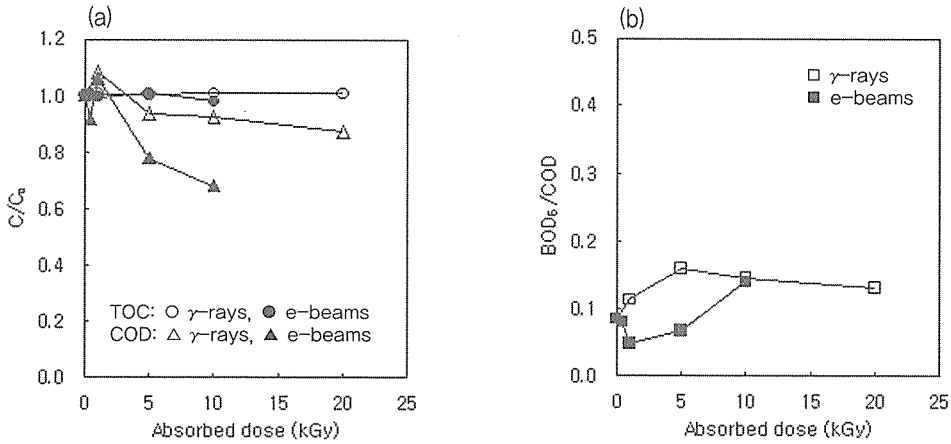 (a)
1.2
1.0
0.8
0.6
0.4
0.2
0.0
C/C₀
TOC: γ-rays, e-beams
COD: γ-rays, e-beams
0 5 10 15 20 25
Absorbed dose (kGy)
(b)
0.5
0.4
0.3
0.2
0.1
0.0
BOD₅/COD
γ-rays
e-beams
0 5 10 15 20 25
Absorbed dose (kGy)